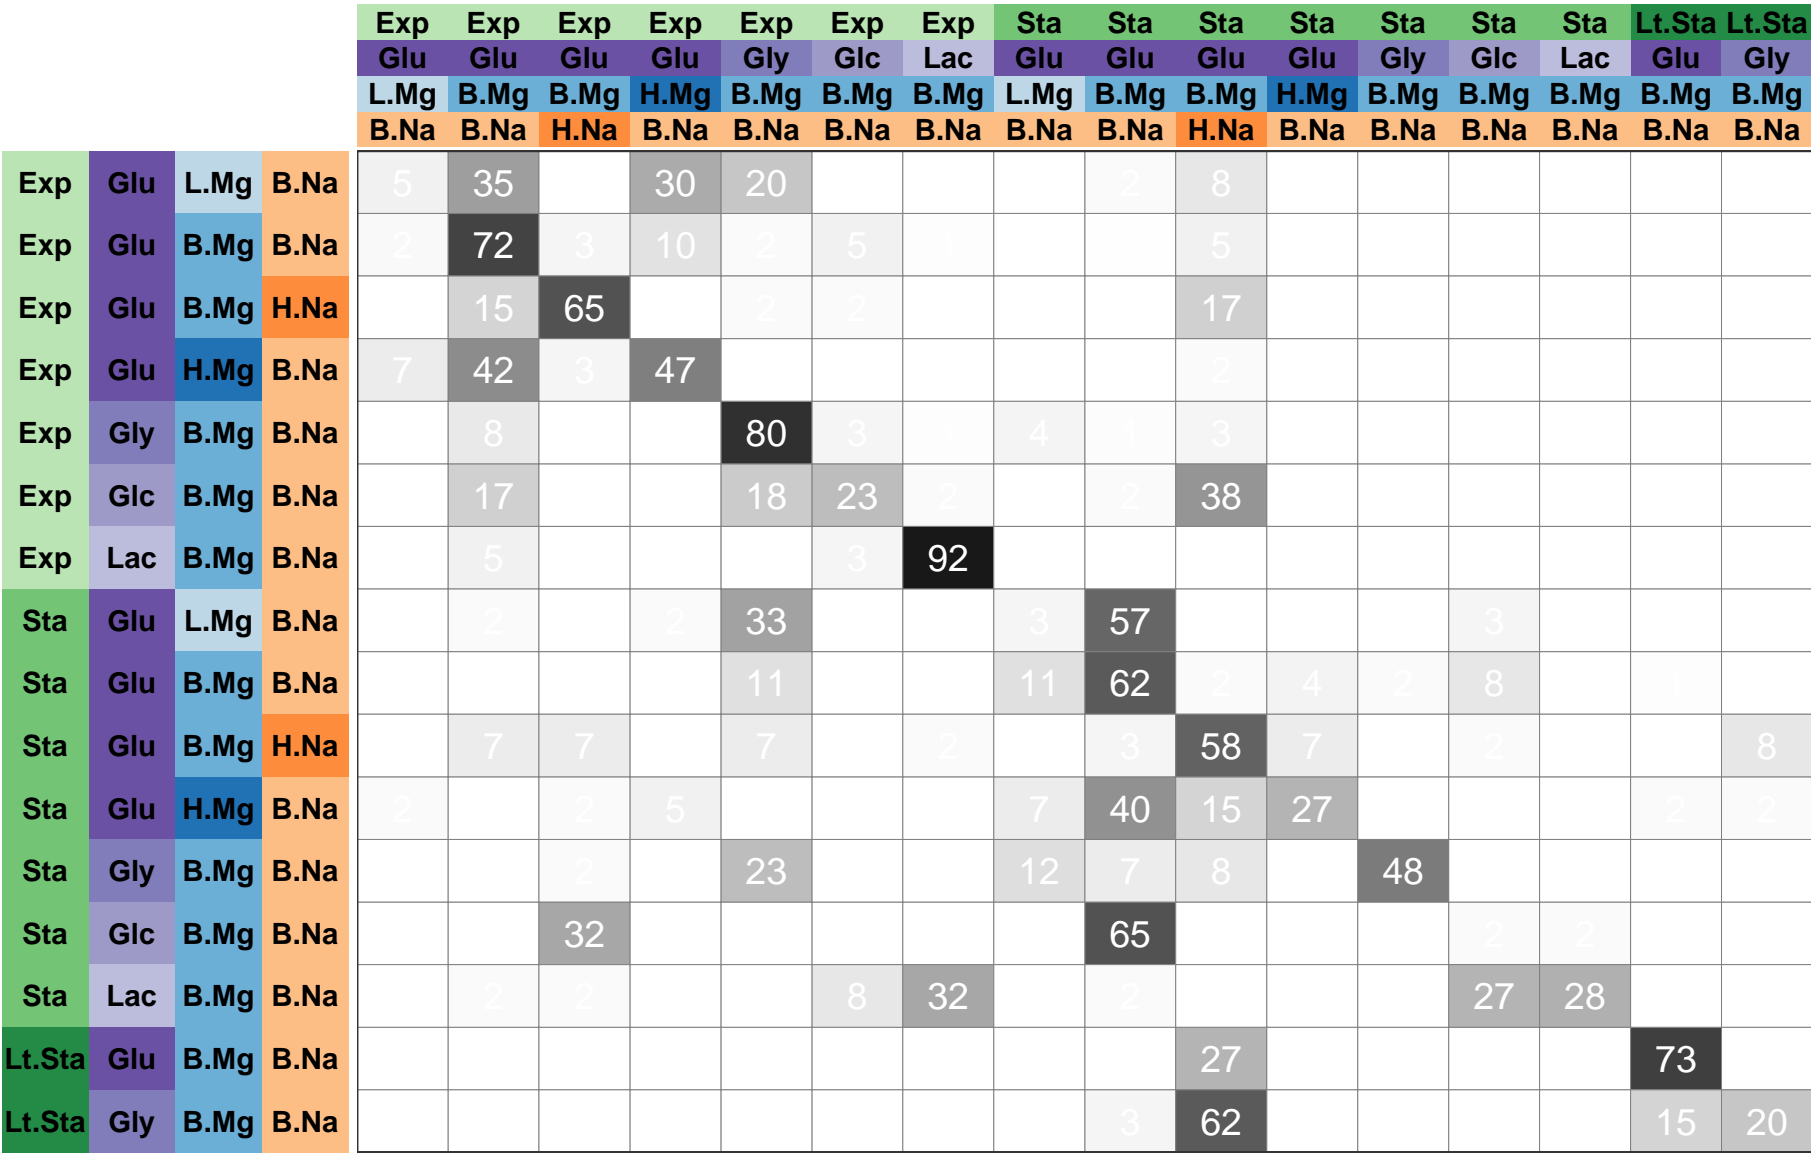 Exp Exp Exp Exp Exp Exp Exp Sta Sta Sta Sta Sta Sta Sta Lt.Sta Lt.Sta
Glu Glu Glu Glu Gly Glc Lac Glu Glu Glu Glu Gly Glc Lac Glu Gly
L.Mg B.Mg B.Mg H.Mg B.Mg B.Mg B.Mg L.Mg B.Mg B.Mg H.Mg B.Mg B.Mg B.Mg B.Mg B.Mg
B.Na B.Na H.Na B.Na B.Na B.Na B.Na B.Na B.Na H.Na B.Na B.Na B.Na B.Na B.Na B.Na
Exp Glu L.Mg B.Na 5 35 30 20 2 8
Exp Glu B.Mg B.Na 2 72 3 10 2 5 1 5
Exp Glu B.Mg H.Na 15 65 2 2 17
Exp Glu H.Mg B.Na 7 42 3 47 2
Exp Gly B.Mg B.Na 8 80 3 1 4 1 3
Exp Glc B.Mg B.Na 17 18 23 2 2 38
Exp Lac B.Mg B.Na 5 3 92
Sta Glu L.Mg B.Na 2 2 33 3 57 3
Sta Glu B.Mg B.Na 11 11 62 2 4 2 8 1
Sta Glu B.Mg H.Na 7 7 7 2 3 58 7 2 8
Sta Glu H.Mg B.Na 2 2 5 7 40 15 27 2 2
Sta Gly B.Mg B.Na 2 23 12 7 8 48
Sta Glc B.Mg B.Na 32 65 2 2
Sta Lac B.Mg B.Na 2 2 8 32 2 27 28
Lt.Sta Glu B.Mg B.Na 27 73
Lt.Sta Gly B.Mg B.Na 3 62 15 20